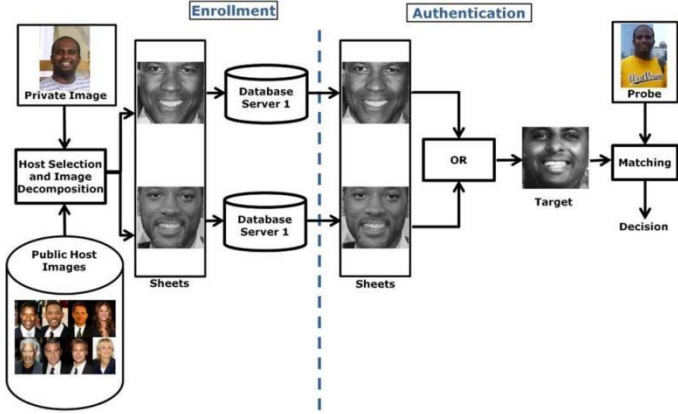 Enrollment
Authentication
Private Image
Host Selection
and Image
Decomposition
Public Host
Images
Sheets
Database
Server 1
Database
Server 1
Sheets
OR
Target
Probe
Matching
Decision